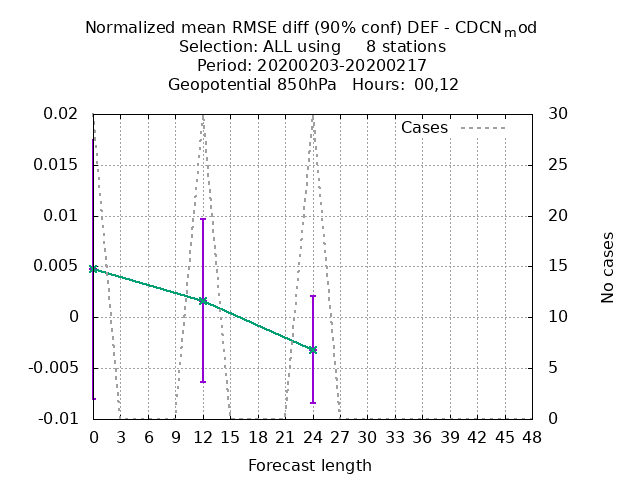 Normalized mean RMSE diff (90% conf) DEF - CDCNmod
Selection: ALL using     8 stations
Period: 20200203-20200217
Geopotential 850hPa   Hours: 00,12
Cases
0.02
0.015
0.01
0.005
0
-0.005
-0.01
30
25
20
15
10
5
0
No cases
0 3 6 9 12 15 18 21 24 27 30 33 36 39 42 45 48
Forecast length